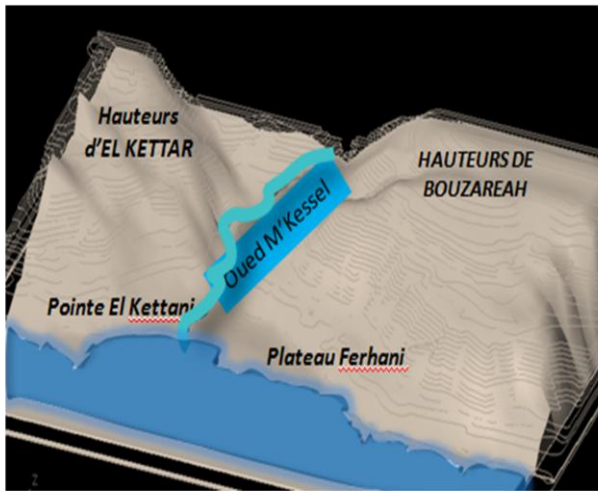 Hauteurs
d'EL KETTAR
HAUTEURS DE
BOUZAREAH
Oued M'Kessel
Pointe El Kettani
Plateau Ferhani
Z